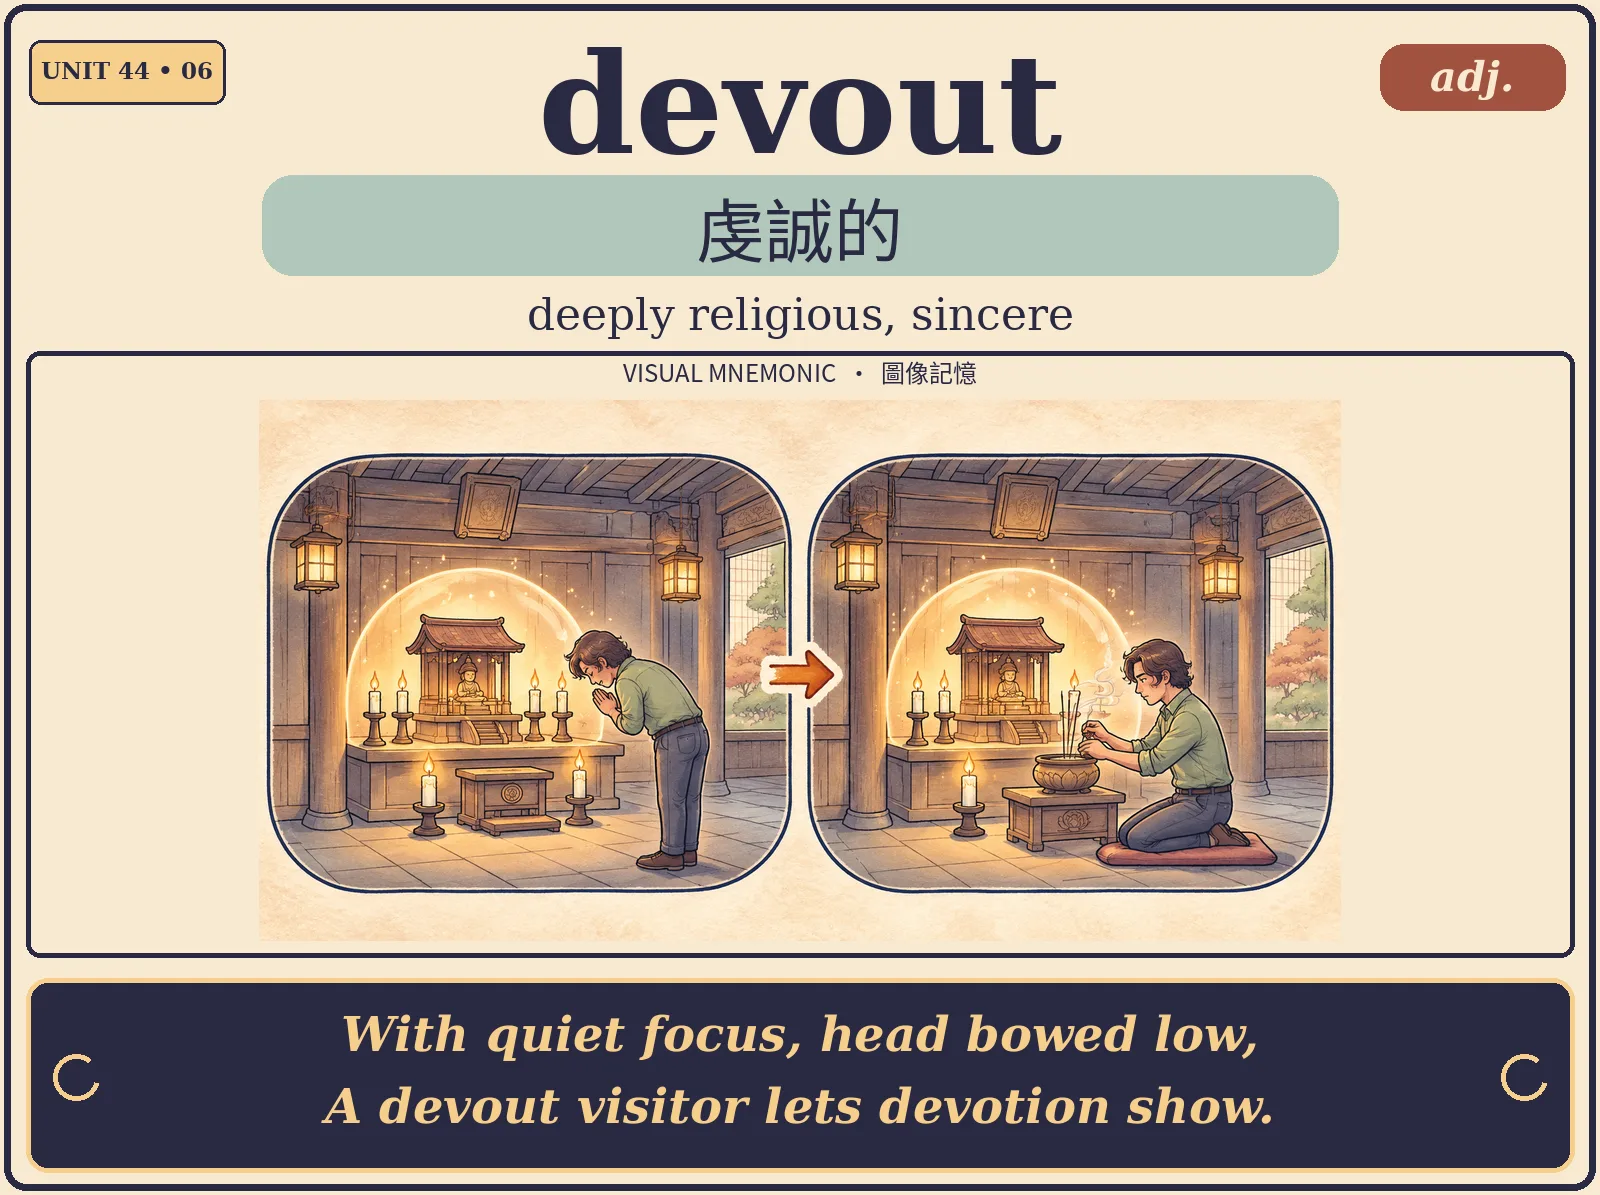 UNIT 44 • 06
devout
adj.
虔誠的
deeply religious, sincere
VISUAL MNEMONIC • 圖像記憶
With quiet focus, head bowed low,
A devout visitor lets devotion show.